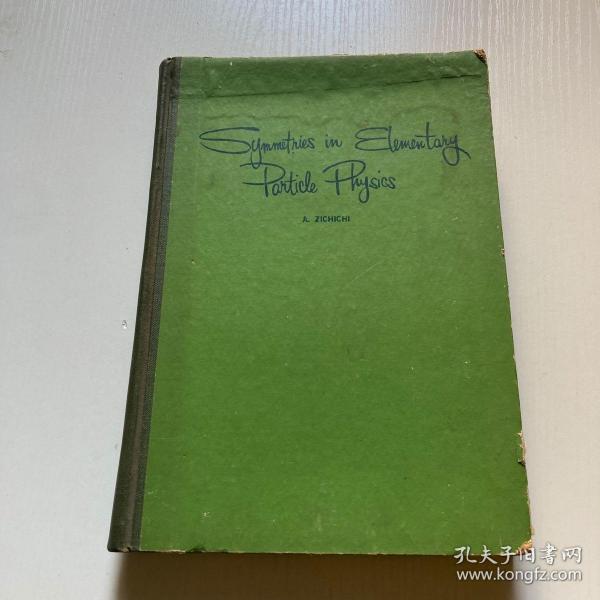 Symmetries in Elementary
Particle Physics
A. ZICHICHI
孔夫子旧书网
www.kongfz.com